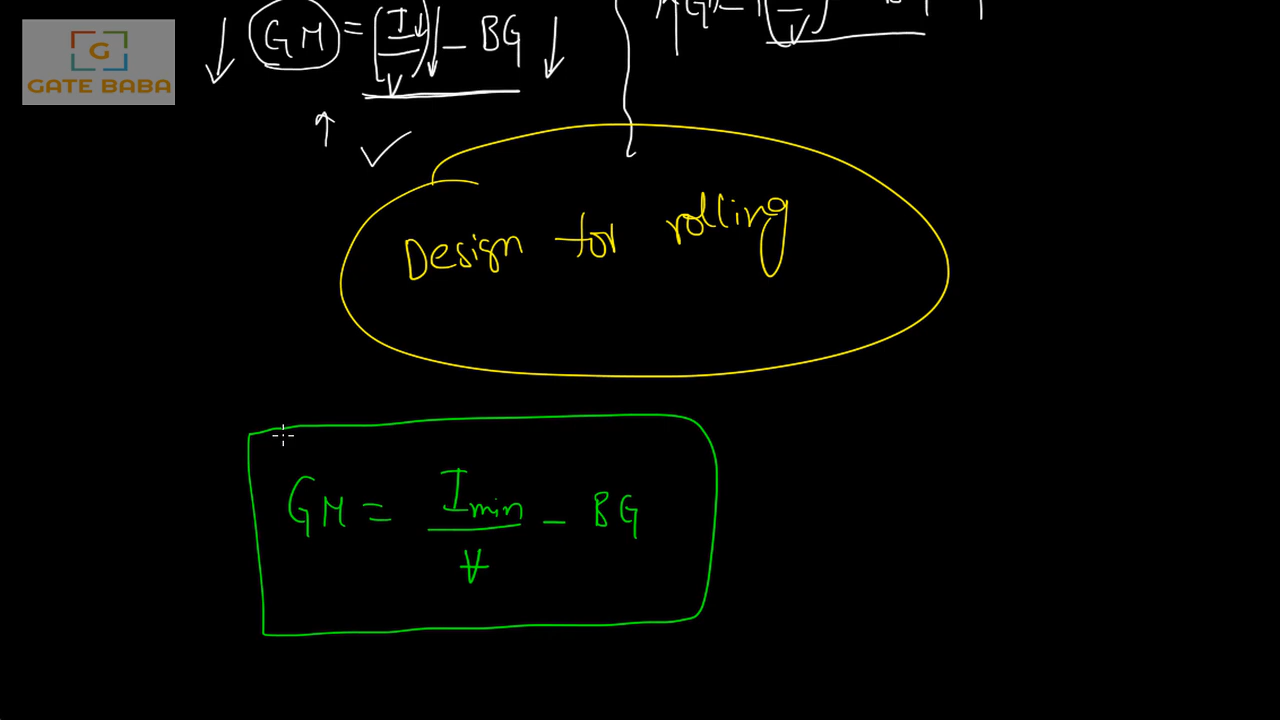 GM = (I/V) - BG
G
GATE BABA
Design for rolling
GM = Imin/V - BG